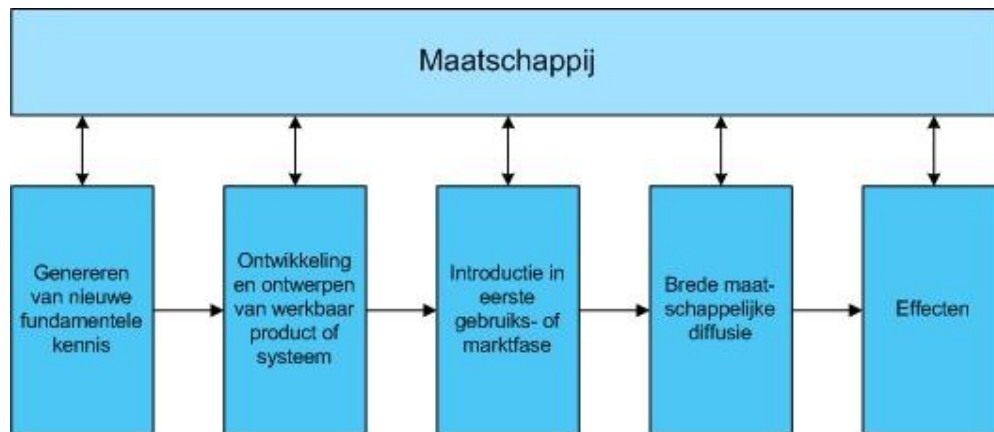 Maatschappij
Genereren
van nieuwe
fundamentele
kennis
Ontwikkeling
en ontwerpen
van werkbaar
product of
systeem
Introductie in
eerste
gebruiks- of
marktfase
Brede maat-
schappelijke
diffusie
Effecten